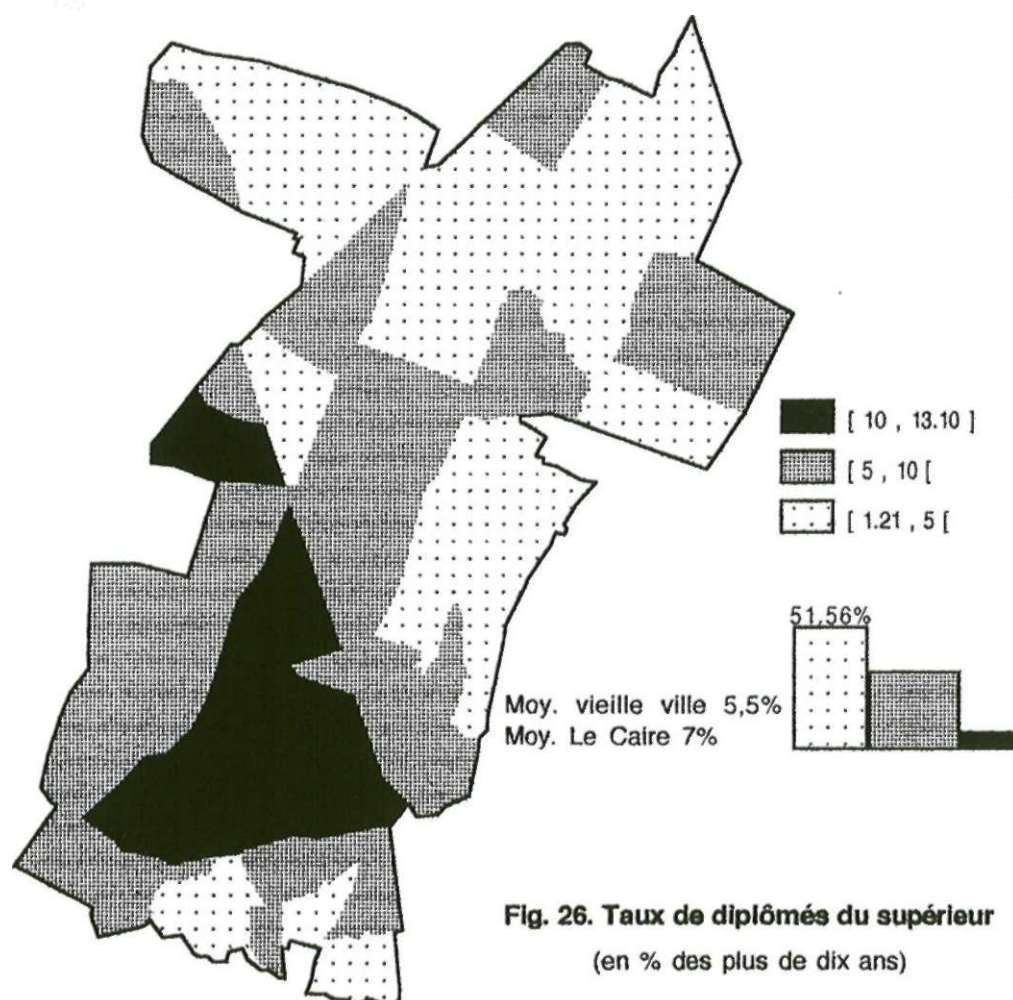 [ 10 , 13.10 ]
[ 5 , 10 [
[ 1.21 , 5 [
51,56%
Moy. vieille ville 5,5%
Moy. Le Caire 7%
Fig. 26. Taux de diplômés du supérieur
(en % des plus de dix ans)